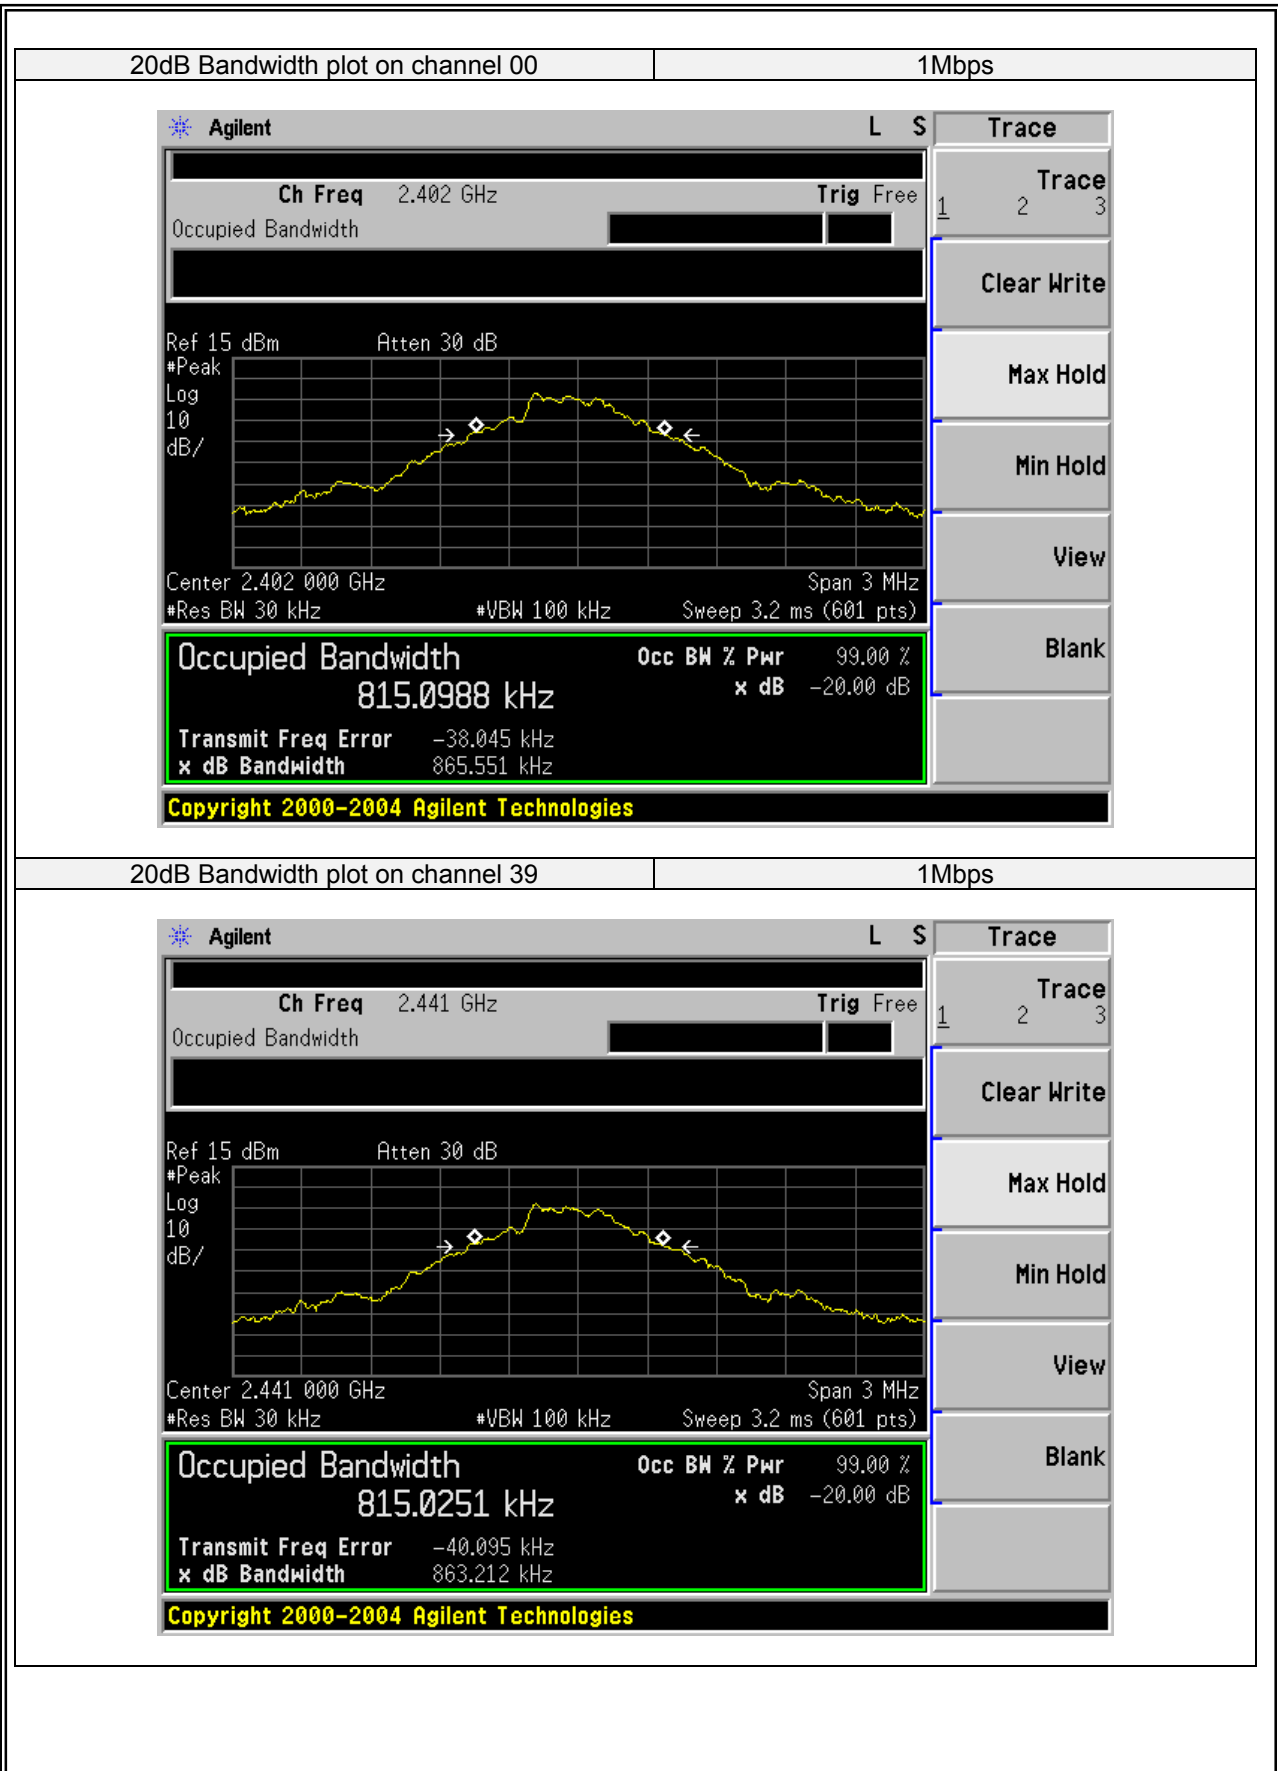 20dB Bandwidth plot on channel 00 1Mbps
Agilent L S Trace
Ch Freq 2.402 GHz Trig Free
Trace
1 2 3
Occupied Bandwidth
Clear Write
Ref 15 dBm Atten 30 dB
#Peak
Log
10
dB/
Max Hold
Min Hold
View
Center 2.402 000 GHz Span 3 MHz
#Res BW 30 kHz #VBW 100 kHz Sweep 3.2 ms (601 pts)
Blank
Occupied Bandwidth Occ BW % Pwr 99.00 %
815.0988 kHz x dB -20.00 dB
Transmit Freq Error -38.045 kHz
x dB Bandwidth 865.551 kHz
Copyright 2000-2004 Agilent Technologies
20dB Bandwidth plot on channel 39 1Mbps
Agilent L S Trace
Ch Freq 2.441 GHz Trig Free
Trace
1 2 3
Occupied Bandwidth
Clear Write
Ref 15 dBm Atten 30 dB
#Peak
Log
10
dB/
Max Hold
Min Hold
View
Center 2.441 000 GHz Span 3 MHz
#Res BW 30 kHz #VBW 100 kHz Sweep 3.2 ms (601 pts)
Blank
Occupied Bandwidth Occ BW % Pwr 99.00 %
815.0251 kHz x dB -20.00 dB
Transmit Freq Error -40.095 kHz
x dB Bandwidth 863.212 kHz
Copyright 2000-2004 Agilent Technologies